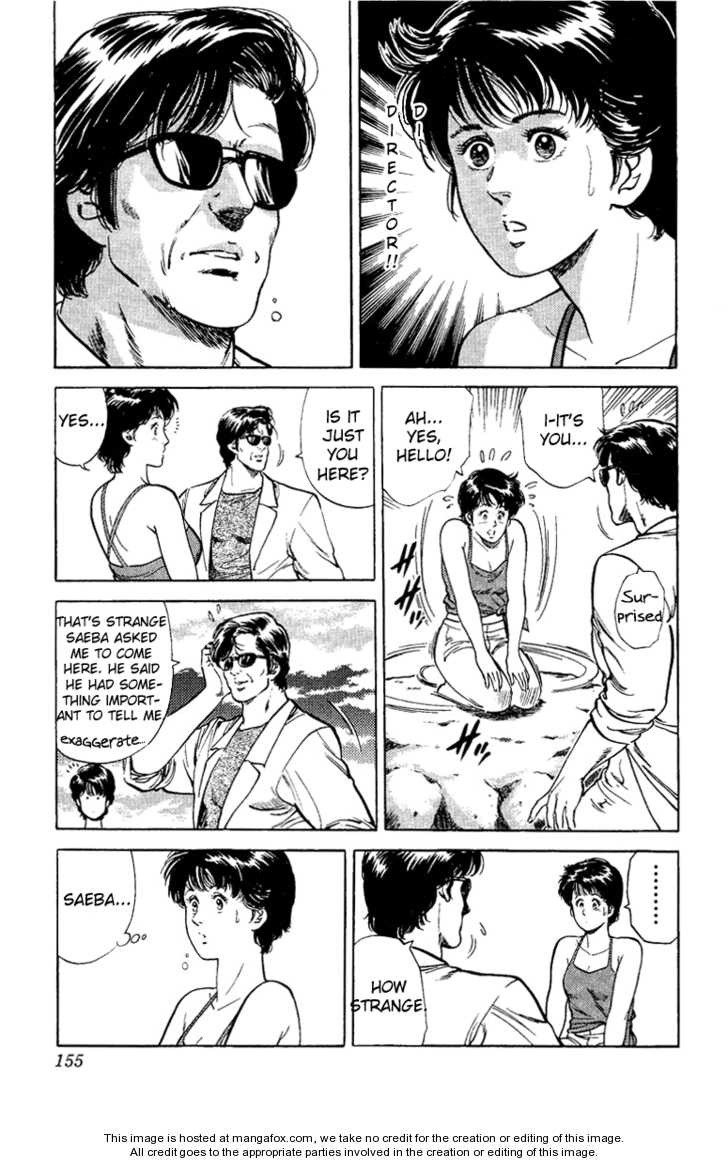 DI-
DIRECTOR!!
I-IT'S
YOU...
AH...
YES,
HELLO!
Sur-
prised
IS IT
JUST
YOU
HERE?
YES...
THAT'S STRANGE
SAEBA ASKED
ME TO COME
HERE. HE SAID
HE HAD SOME-
THING IMPORT-
ANT TO TELL ME
exaggerate...
........
HOW
STRANGE.
SAEBA...
155
This image is hosted at mangafox.com, we take no credit for the creation or editing of this image.
All credit goes to the appropriate parties involved in the creation or editing of this image.